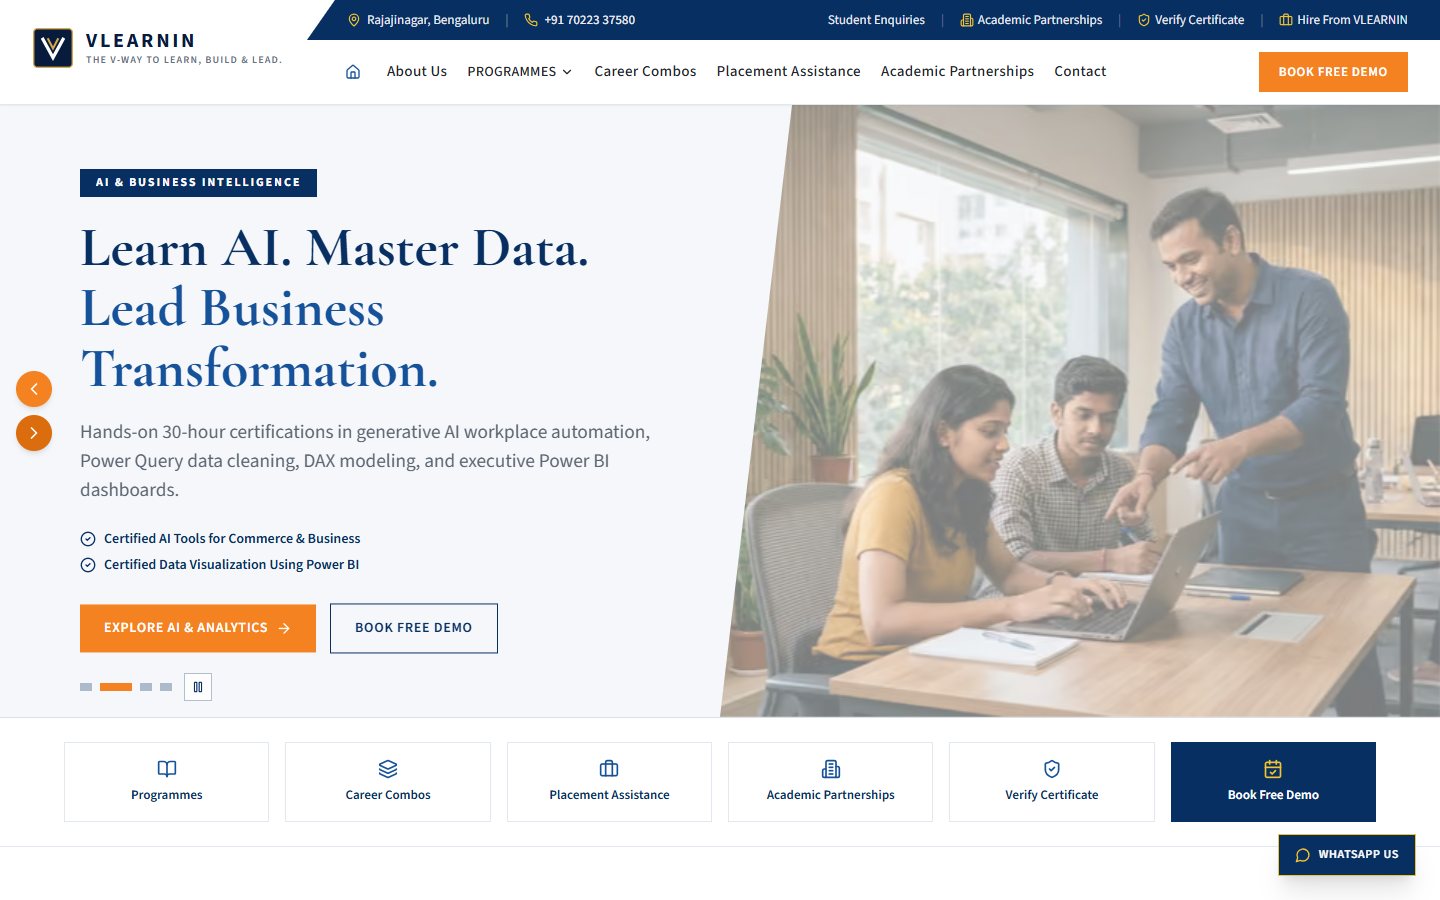 VLEARNIN
THE V-WAY TO LEARN, BUILD & LEAD.
Rajajinagar, Bengaluru
+91 70223 37580
Student Enquiries
Academic Partnerships
Verify Certificate
Hire From VLEARNIN
About Us
PROGRAMMES
Career Combos
Placement Assistance
Academic Partnerships
Contact
BOOK FREE DEMO
AI & BUSINESS INTELLIGENCE
Learn AI. Master Data.
Lead Business
Transformation.
Hands-on 30-hour certifications in generative AI workplace automation,
Power Query data cleaning, DAX modeling, and executive Power BI
dashboards.
Certified AI Tools for Commerce & Business
Certified Data Visualization Using Power BI
EXPLORE AI & ANALYTICS
BOOK FREE DEMO
Programmes
Career Combos
Placement Assistance
Academic Partnerships
Verify Certificate
Book Free Demo
WHATSAPP US